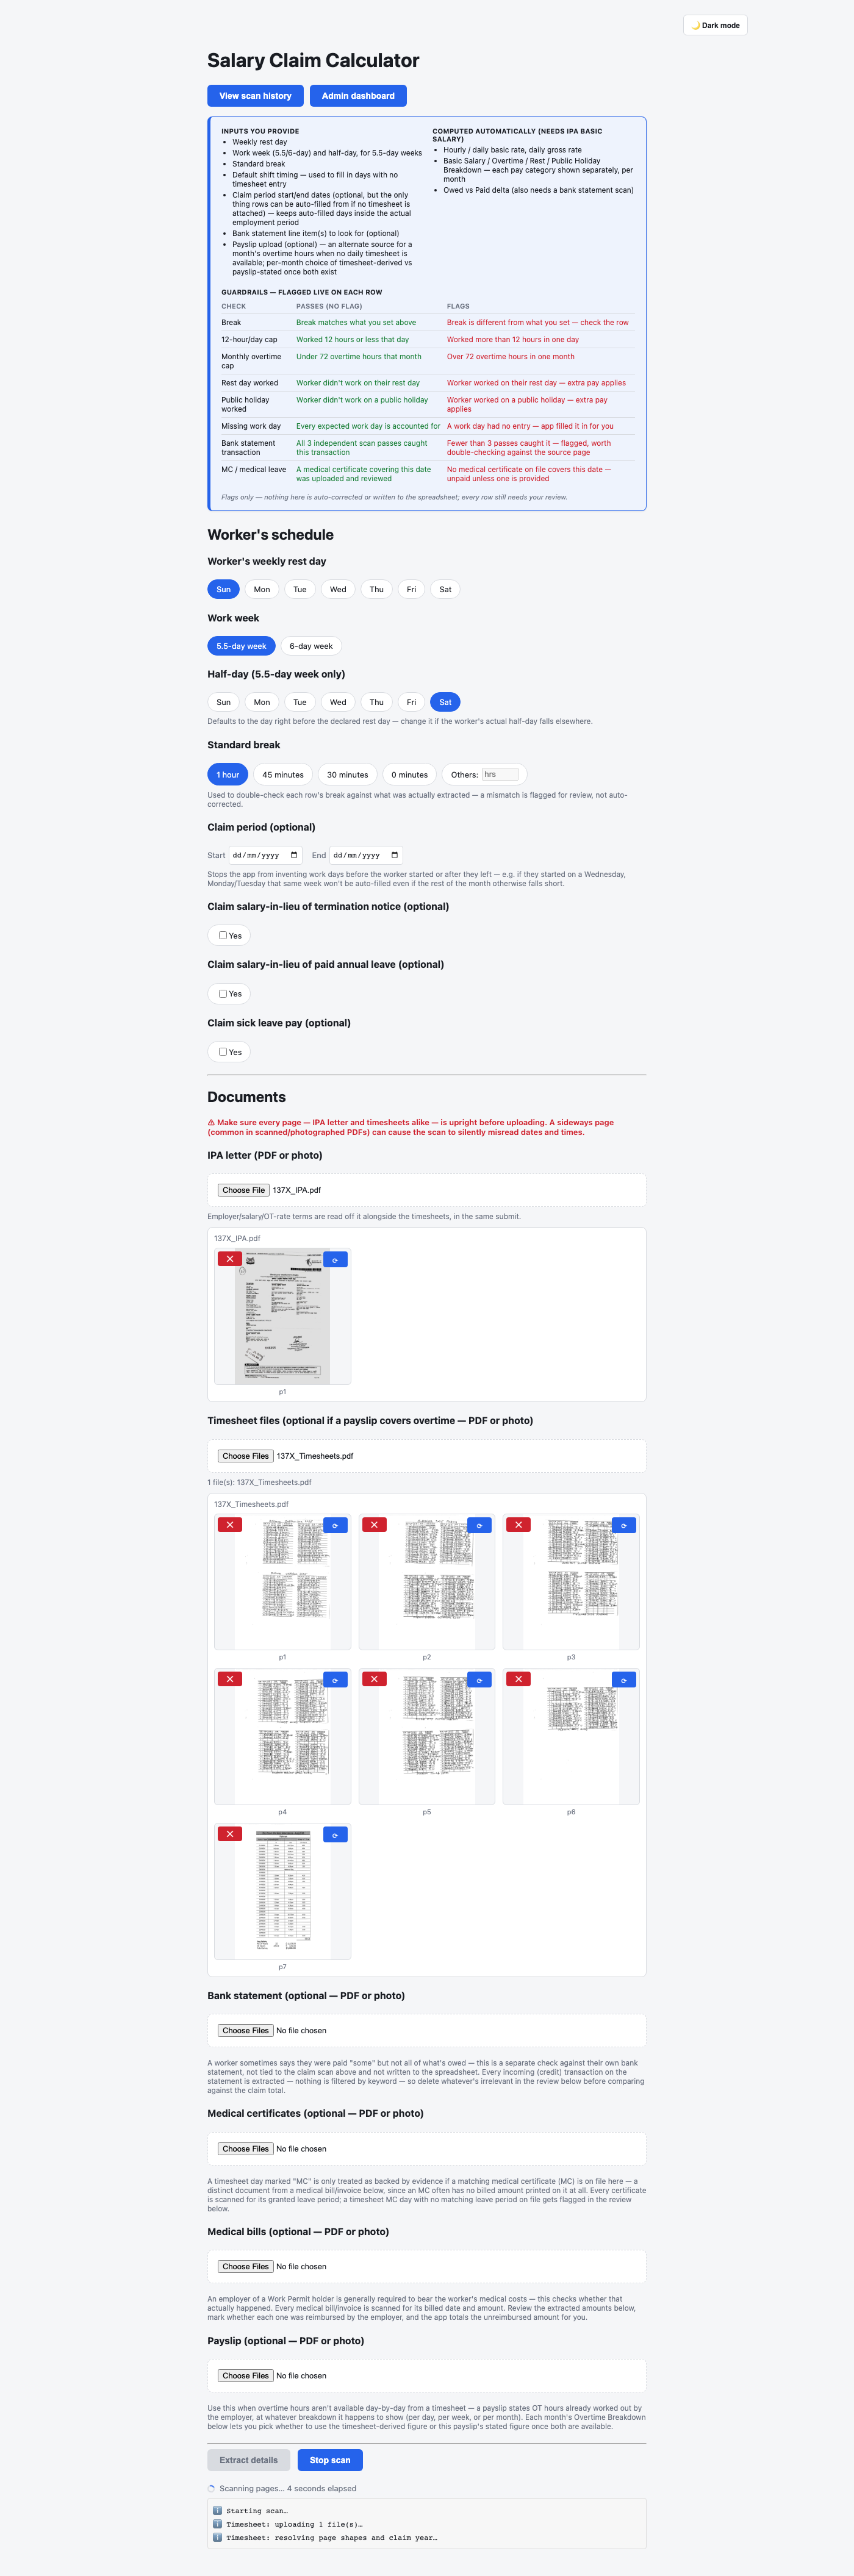 🌙 Dark mode
Salary Claim Calculator
View scan history
Admin dashboard
INPUTS YOU PROVIDE
• Weekly rest day
• Work week (5.5/6-day) and half-day, for 5.5-day weeks
• Standard break
• Default shift timing — used to fill in days with no
timesheet entry
• Claim period start/end dates (optional, but the only
thing rows can be auto-filled from if no timesheet is
attached) — keeps auto-filled days inside the actual
employment period
• Bank statement line item(s) to look for (optional)
• Payslip upload (optional) — an alternate source for a
month's overtime hours when no daily timesheet is
available; per-month choice of timesheet-derived vs
payslip-stated once both exist
COMPUTED AUTOMATICALLY (NEEDS IPA BASIC
SALARY)
• Hourly / daily basic rate, daily gross rate
• Basic Salary / Overtime / Rest / Public Holiday
Breakdown — each pay category shown separately, per
month
• Owed vs Paid delta (also needs a bank statement scan)
GUARDRAILS — FLAGGED LIVE ON EACH ROW
CHECK PASSES (NO FLAG) FLAGS
Break Break matches what you set above Break is different from what you set — check the row
12-hour/day cap Worked 12 hours or less that day Worked more than 12 hours in one day
Monthly overtime
cap Under 72 overtime hours that month Over 72 overtime hours in one month
Rest day worked Worker didn't work on their rest day Worker worked on their rest day — extra pay applies
Public holiday
worked Worker didn't work on a public holiday Worker worked on a public holiday — extra pay
applies
Missing work day Every expected work day is accounted for A work day had no entry — app filled it in for you
Bank statement
transaction All 3 independent scan passes caught
this transaction Fewer than 3 passes caught it — flagged, worth
double-checking against the source page
MC / medical leave A medical certificate covering this date
was uploaded and reviewed No medical certificate on file covers this date —
unpaid unless one is provided
Flags only — nothing here is auto-corrected or written to the spreadsheet; every row still needs your review.
Worker's schedule
Worker's weekly rest day
Sun Mon Tue Wed Thu Fri Sat
Work week
5.5-day week 6-day week
Half-day (5.5-day week only)
Sun Mon Tue Wed Thu Fri Sat
Defaults to the day right before the declared rest day — change it if the worker's actual half-day falls elsewhere.
Standard break
1 hour 45 minutes 30 minutes 0 minutes Others: hrs
Used to double-check each row's break against what was actually extracted — a mismatch is flagged for review, not auto-
corrected.
Claim period (optional)
Start dd/mm/yyyy End dd/mm/yyyy
Stops the app from inventing work days before the worker started or after they left — e.g. if they started on a Wednesday,
Monday/Tuesday that same week won't be auto-filled even if the rest of the month otherwise falls short.
Claim salary-in-lieu of termination notice (optional)
Yes
Claim salary-in-lieu of paid annual leave (optional)
Yes
Claim sick leave pay (optional)
Yes
Documents
⚠ Make sure every page — IPA letter and timesheets alike — is upright before uploading. A sideways page
(common in scanned/photographed PDFs) can cause the scan to silently misread dates and times.
IPA letter (PDF or photo)
Choose File 137X_IPA.pdf
Employer/salary/OT-rate terms are read off it alongside the timesheets, in the same submit.
137X_IPA.pdf
p1
Timesheet files (optional if a payslip covers overtime — PDF or photo)
Choose Files 137X_Timesheets.pdf
1 file(s): 137X_Timesheets.pdf
137X_Timesheets.pdf
p1 p2 p3
p4 p5 p6
p7
Bank statement (optional — PDF or photo)
Choose Files No file chosen
A worker sometimes says they were paid "some" but not all of what's owed — this is a separate check against their own bank
statement, not tied to the claim scan above and not written to the spreadsheet. Every incoming (credit) transaction on the
statement is extracted — nothing is filtered by keyword — so delete whatever's irrelevant in the review below before comparing
against the claim total.
Medical certificates (optional — PDF or photo)
Choose Files No file chosen
A timesheet day marked "MC" is only treated as backed by evidence if a matching medical certificate (MC) is on file here — a
distinct document from a medical bill/invoice below, since an MC often has no billed amount printed on it at all. Every certificate
is scanned for its granted leave period; a timesheet MC day with no matching leave period on file gets flagged in the review
below.
Medical bills (optional — PDF or photo)
Choose Files No file chosen
An employer of a Work Permit holder is generally required to bear the worker's medical costs — this checks whether that
actually happened. Every medical bill/invoice is scanned for its billed date and amount. Review the extracted amounts below,
mark whether each one was reimbursed by the employer, and the app totals the unreimbursed amount for you.
Payslip (optional — PDF or photo)
Choose Files No file chosen
Use this when overtime hours aren't available day-by-day from a timesheet — a payslip states OT hours already worked out by
the employer, at whatever breakdown it happens to show (per day, per week, or per month). Each month's Overtime Breakdown
below lets you pick whether to use the timesheet-derived figure or this payslip's stated figure once both are available.
Extract details
Stop scan
Scanning pages… 4 seconds elapsed
ℹ Starting scan…
ℹ Timesheet: uploading 1 file(s)…
ℹ Timesheet: resolving page shapes and claim year…